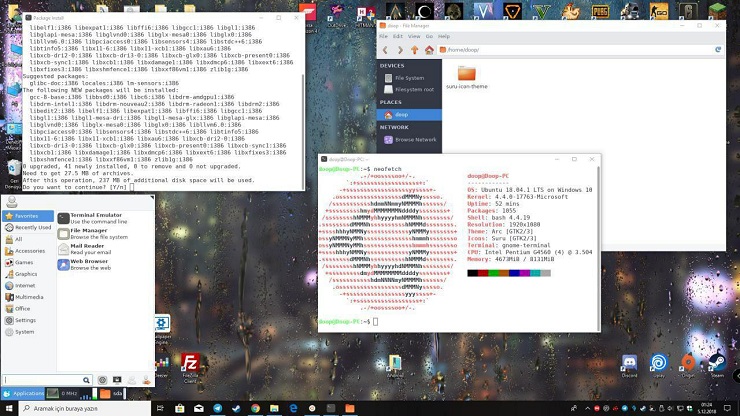 Package Install
libelf1:i386 libexpat1:i386 libffi6:i386 libgcc1:i386 libgl1:i386
libglapi-mesa:i386 libglvnd0:i386 libglx-mesa0:i386 libglx0:i386
libllvm6.0:i386 libpciaccess0:i386 libsensors4:i386 libstdc++6:i386
libtinfo5:i386 libx11-6:i386 libx11-xcb1:i386 libxau6:i386
libxcb-dri2-0:i386 libxcb-dri3-0:i386 libxcb-glx0:i386 libxcb-present0:i386
libxcb-sync1:i386 libxcb1:i386 libxdamage1:i386 libxdmcp6:i386 libxext6:i386
libxfixes3:i386 libxshmfence1:i386 libxxf86vm1:i386 zlib1g:i386
Suggested packages:
glibc-doc:i386 locales:i386 lm-sensors:i386
The following NEW packages will be installed:
gcc-8-base:i386 libbsd0:i386 libc6:i386 libdrm-amdgpu1:i386
libdrm-intel1:i386 libdrm-nouveau2:i386 libdrm-radeon1:i386 libdrm2:i386
libedit2:i386 libelf1:i386 libexpat1:i386 libffi6:i386 libgcc1:i386
libgl1:i386 libgl1-mesa-dri:i386 libgl1-mesa-glx:i386 libglapi-mesa:i386
libglvnd0:i386 libglx-mesa0:i386 libglx0:i386 libllvm6.0:i386
libpciaccess0:i386 libsensors4:i386 libstdc++6:i386 libtinfo5:i386
libx11-6:i386 libx11-xcb1:i386 libxau6:i386 libxcb-dri2-0:i386
libxcb-dri3-0:i386 libxcb-glx0:i386 libxcb-present0:i386 libxcb-sync1:i386
libxcb1:i386 libxdamage1:i386 libxdmcp6:i386 libxext6:i386 libxfixes3:i386
libxshmfence1:i386 libxxf86vm1:i386 zlib1g:i386
0 upgraded, 41 newly installed, 0 to remove and 0 not upgraded.
Need to get 27.5 MB of archives.
After this operation, 237 MB of additional disk space will be used.
Do you want to continue? [Y/n]
doop - File Manager
File Edit View Go Help
/home/doop/
DEVICES
File System
Filesystem root
PLACES
doop
NETWORK
Browse Network
suru-icon-theme
doop@Doop-PC:~
doop@Doop-PC:~$ neofetch
doop@Doop-PC
------------
OS: Ubuntu 18.04.1 LTS on Windows 10
Kernel: 4.4.0-17763-Microsoft
Uptime: 52 mins
Packages: 1055
Shell: bash 4.4.19
Resolution: 1920x1080
Theme: Arc [GTK2/3]
Icons: Suru [GTK2/3]
Terminal: gnome-terminal
CPU: Intel Pentium G4560 (4) @ 3.504
Memory: 4673MiB / 8131MiB
doop@Doop-PC:~$
Favorites
Recently Used
All
Accessories
Games
Graphics
Internet
Multimedia
Office
Settings
System
Terminal Emulator
Use the command line
File Manager
Browse the file system
Mail Reader
Read your email
Web Browser
Browse the web
Applications
0 MHz
FileZilla
Client
Discord
Uplay
Origin
Steam
Aramak için buraya yazın
01:24
5.12.2018